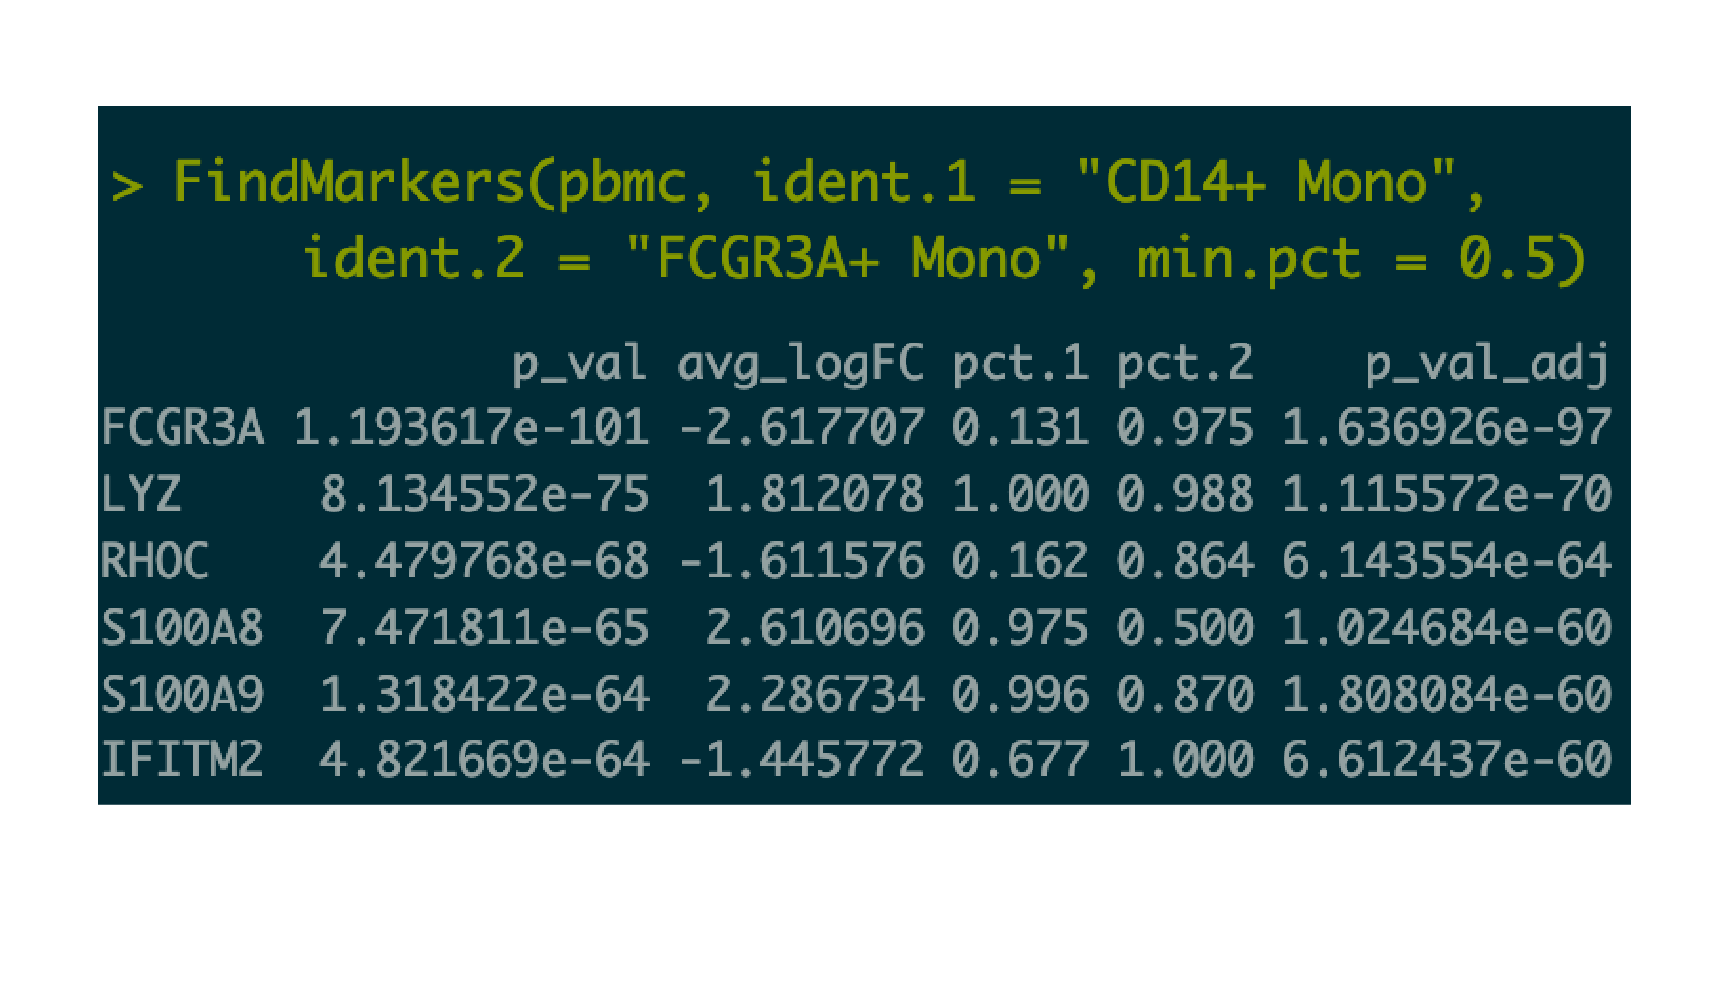 > FindMarkers(pbmc, ident.1 = "CD14+ Mono",
ident.2 = "FCGR3A+ Mono", min.pct = 0.5)
p_val avg_logFC pct.1 pct.2 p_val_adj
FCGR3A 1.193617e-101 -2.617707 0.131 0.975 1.636926e-97
LYZ 8.134552e-75 1.812078 1.000 0.988 1.115572e-70
RHOC 4.479768e-68 -1.611576 0.162 0.864 6.143554e-64
S100A8 7.471811e-65 2.610696 0.975 0.500 1.024684e-60
S100A9 1.318422e-64 2.286734 0.996 0.870 1.808084e-60
IFITM2 4.821669e-64 -1.445772 0.677 1.000 6.612437e-60